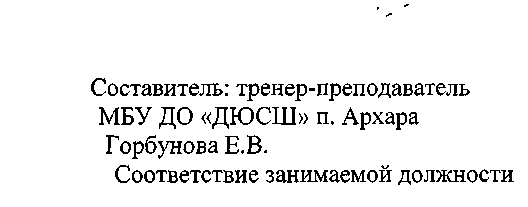 Составитель: тренер-преподаватель
МБУ ДО «ДЮСШ» п. Архара
Горбунова Е.В.
Соответствие занимаемой должности